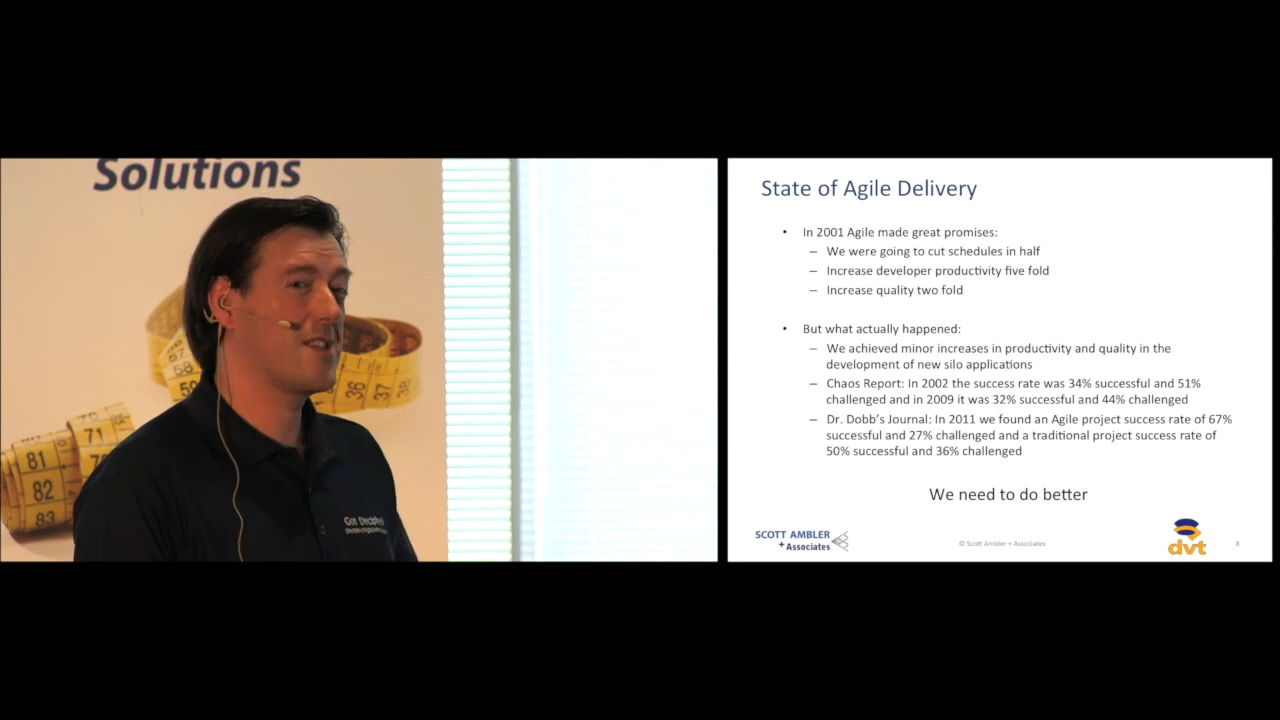 Solutions
57
58
59
71
81
82
83
36
37
38
Got Discipline?
State of Agile Delivery
• In 2001 Agile made great promises:
– We were going to cut schedules in half
– Increase developer productivity five fold
– Increase quality two fold
• But what actually happened:
– We achieved minor increases in productivity and quality in the
development of new silo applications
– Chaos Report: In 2002 the success rate was 34% successful and 51%
challenged and in 2009 it was 32% successful and 44% challenged
– Dr. Dobb's Journal: In 2011 we found an Agile project success rate of 67%
successful and 27% challenged and a traditional project success rate of
50% successful and 36% challenged
We need to do better
SCOTT AMBLER
+ Associates
© Scott Ambler + Associates
dvt
8